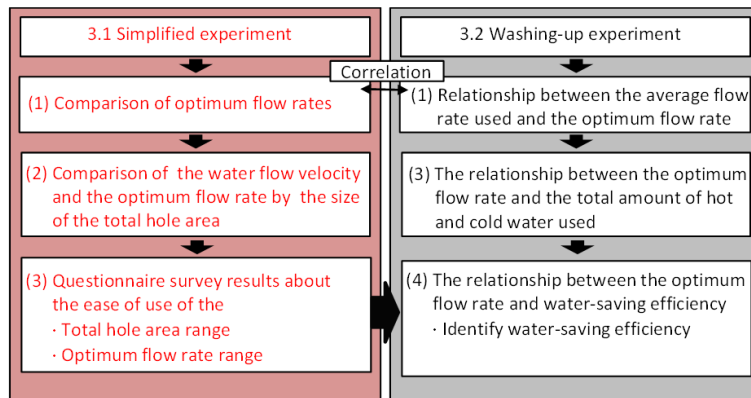 3.1 Simplified experiment
(1) Comparison of optimum flow rates
(2) Comparison of the water flow velocity
and the optimum flow rate by the size
of the total hole area
(3) Questionnaire survey results about
the ease of use of the
· Total hole area range
· Optimum flow rate range
Correlation
3.2 Washing-up experiment
(1) Relationship between the average flow
rate used and the optimum flow rate
(3) The relationship between the optimum
flow rate and the total amount of hot
and cold water used
(4) The relationship between the optimum
flow rate and water-saving efficiency
· Identify water-saving efficiency